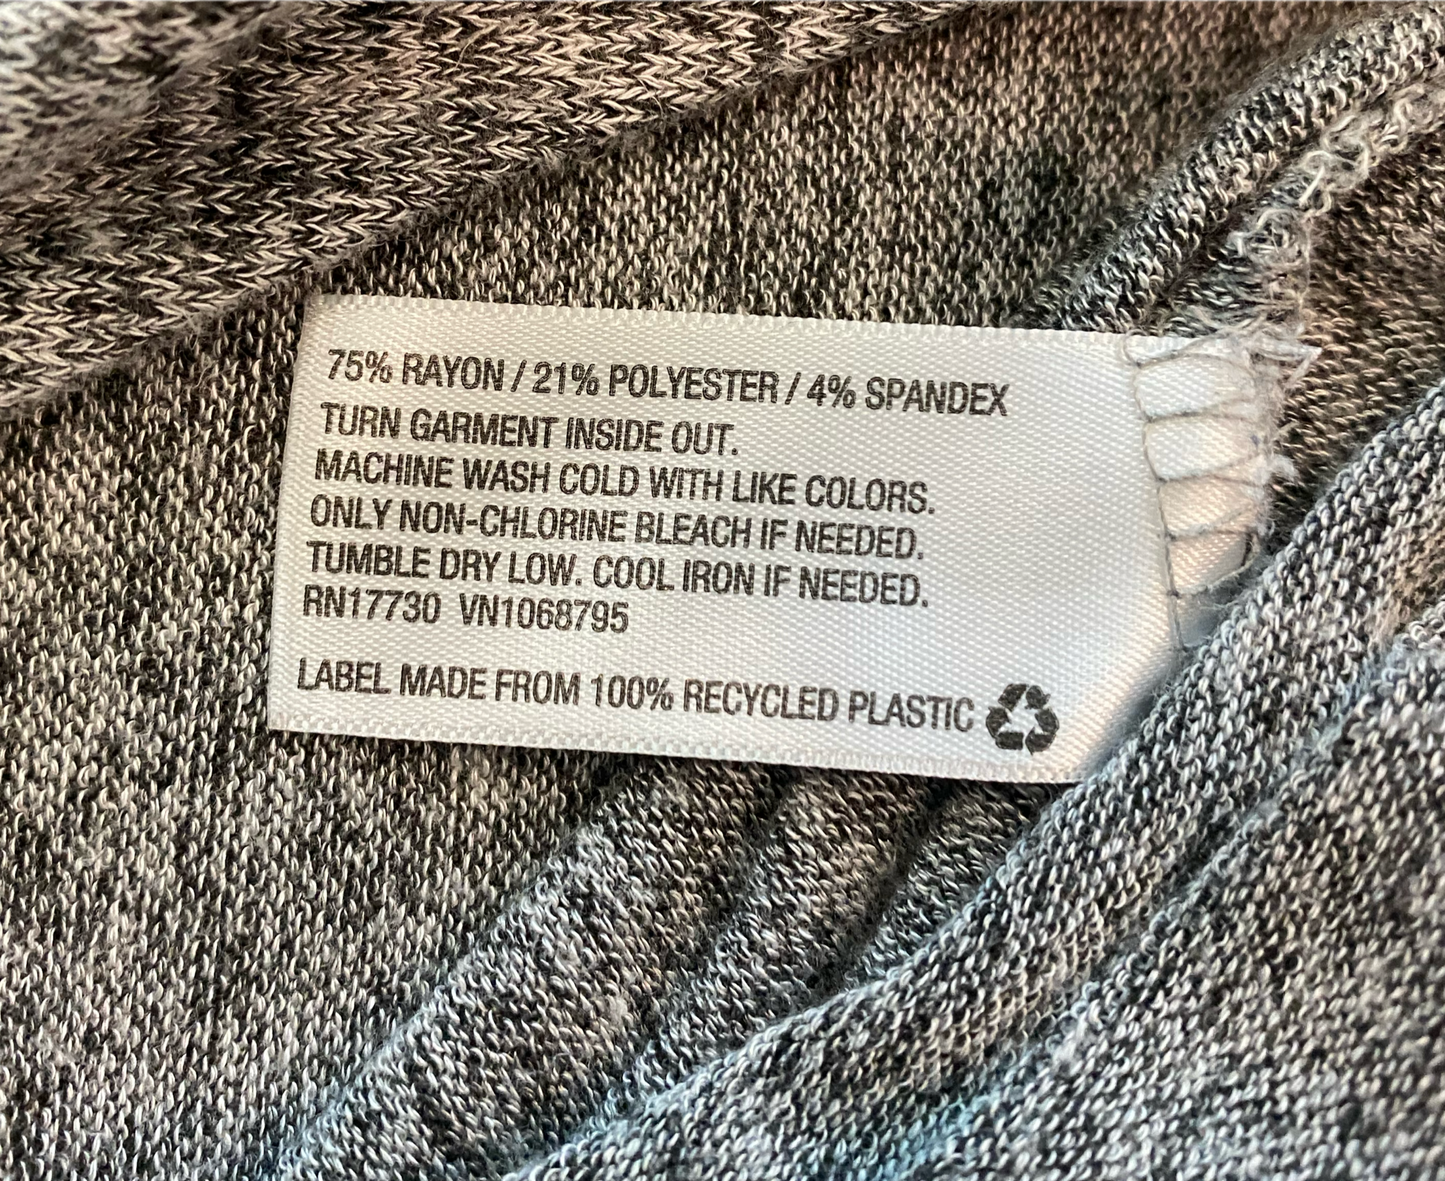 75% RAYON / 21% POLYESTER / 4% SPANDEX
TURN GARMENT INSIDE OUT.
MACHINE WASH COLD WITH LIKE COLORS.
ONLY NON-CHLORINE BLEACH IF NEEDED.
TUMBLE DRY LOW. COOL IRON IF NEEDED.
RN17730 VN1068795
LABEL MADE FROM 100% RECYCLED PLASTIC